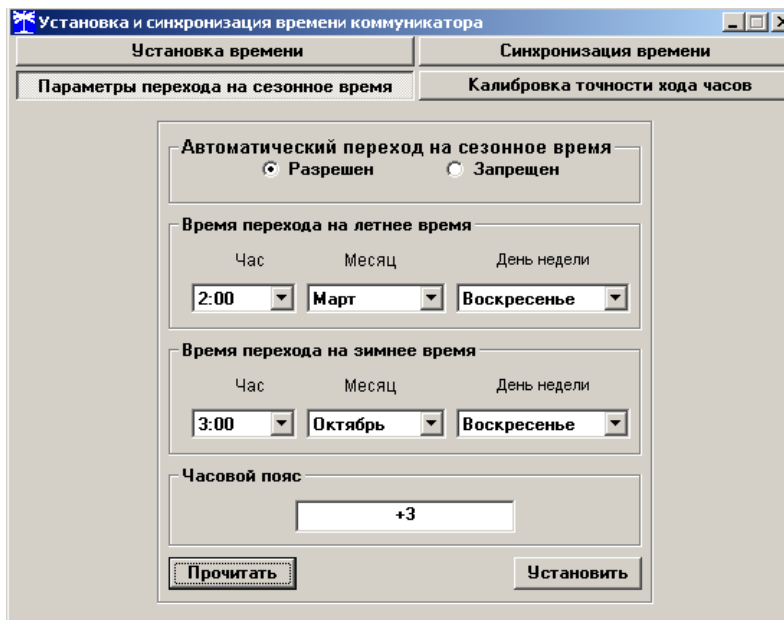 Установка и синхронизация времени коммуникатора
Установка времени
Синхронизация времени
Параметры перехода на сезонное время
Калибровка точности хода часов
Автоматический переход на сезонное время
Разрешен
Запрещен
Время перехода на летнее время
Час Месяц День недели
2:00 Март Воскресенье
Время перехода на зимнее время
Час Месяц День недели
3:00 Октябрь Воскресенье
Часовой пояс
+3
Прочитать
Установить